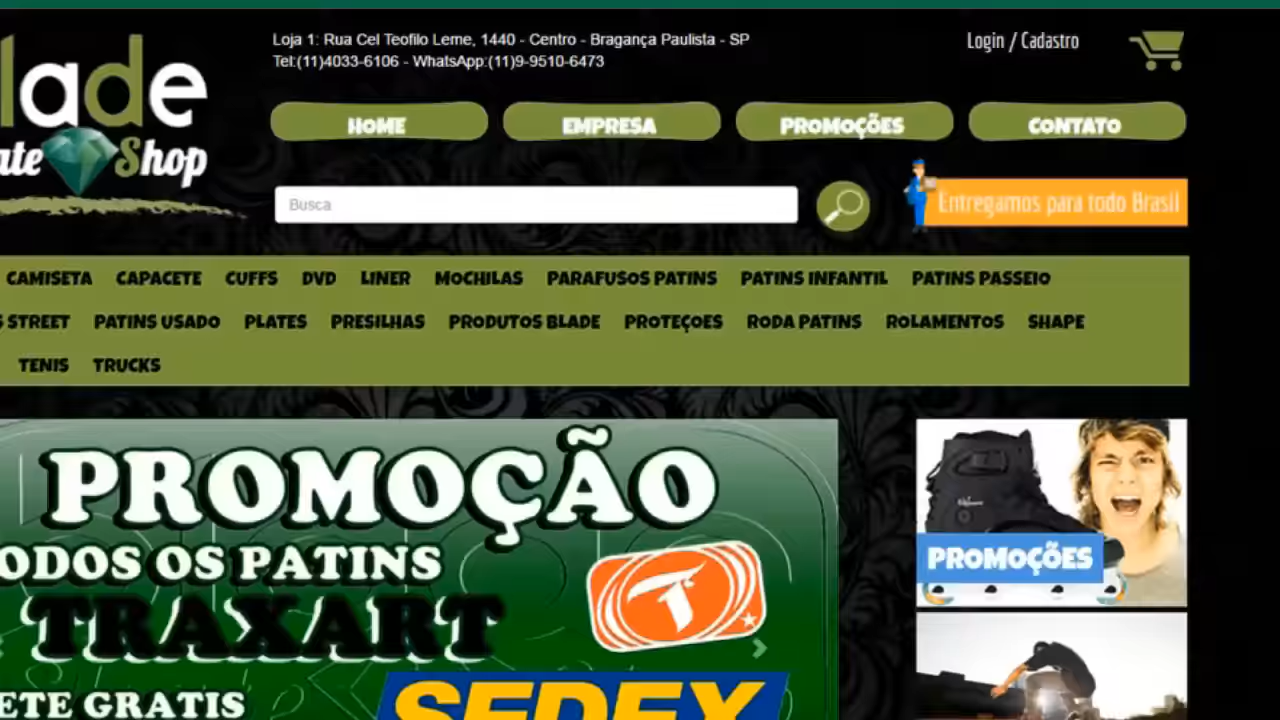 lade
ate Shop
Loja 1: Rua Cel Teofilo Leme, 1440 - Centro - Bragança Paulista - SP
Tel:(11)4033-6106 - WhatsApp:(11)9-9510-6473
Login / Cadastro
HOME EMPRESA PROMOÇÕES CONTATO
Busca
Entregamos para todo Brasil
CAMISETA CAPACETE CUFFS DVD LINER MOCHILAS PARAFUSOS PATINS PATINS INFANTIL PATINS PASSEIO
S STREET PATINS USADO PLATES PRESILHAS PRODUTOS BLADE PROTEÇOES RODA PATINS ROLAMENTOS SHAPE
TENIS TRUCKS
PROMOÇÃO
ODOS OS PATINS
TRAXART
T
ETE GRATIS
SEDEX
PROMOÇÕES